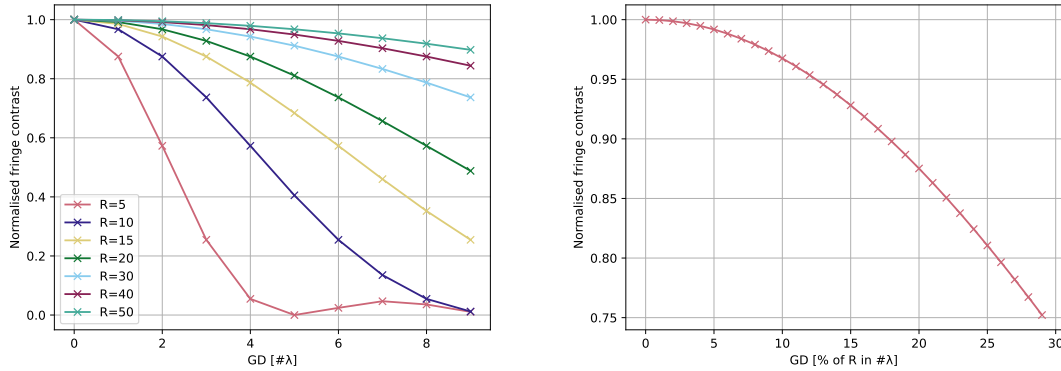 Normalised fringe contrast
1.0
0.8
0.6
0.4
0.2
0.0
R=5
R=10
R=15
R=20
R=30
R=40
R=50
0 2 4 6 8
GD [#λ]
Normalised fringe contrast
1.00
0.95
0.90
0.85
0.80
0.75
0 5 10 15 20 25 30
GD [% of R in #λ]